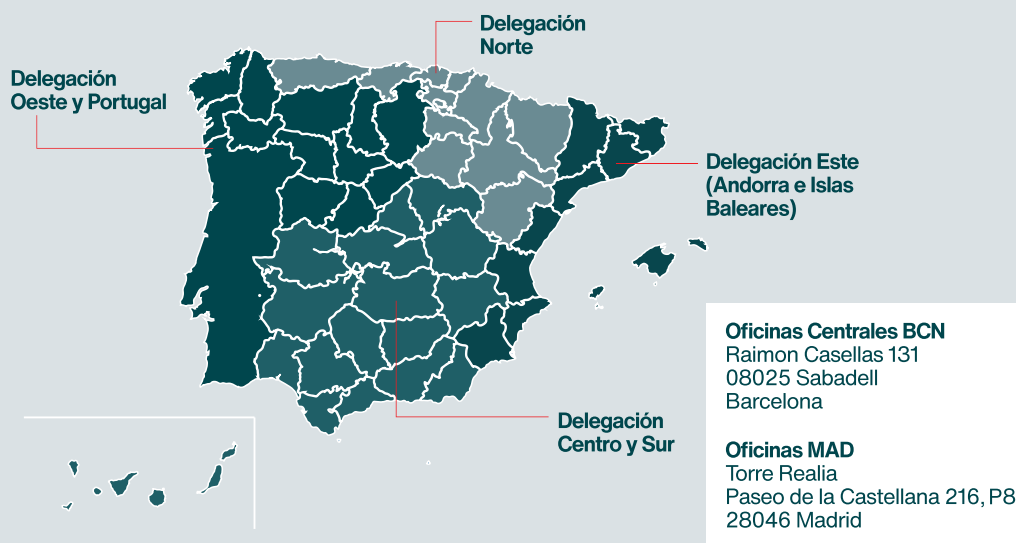 Delegación
Norte
Delegación
Oeste y Portugal
Delegación Este
(Andorra e Islas
Baleares)
Delegación
Centro y Sur
Oficinas Centrales BCN
Raimon Casellas 131
08025 Sabadell
Barcelona
Oficinas MAD
Torre Realia
Paseo de la Castellana 216, P8
28046 Madrid